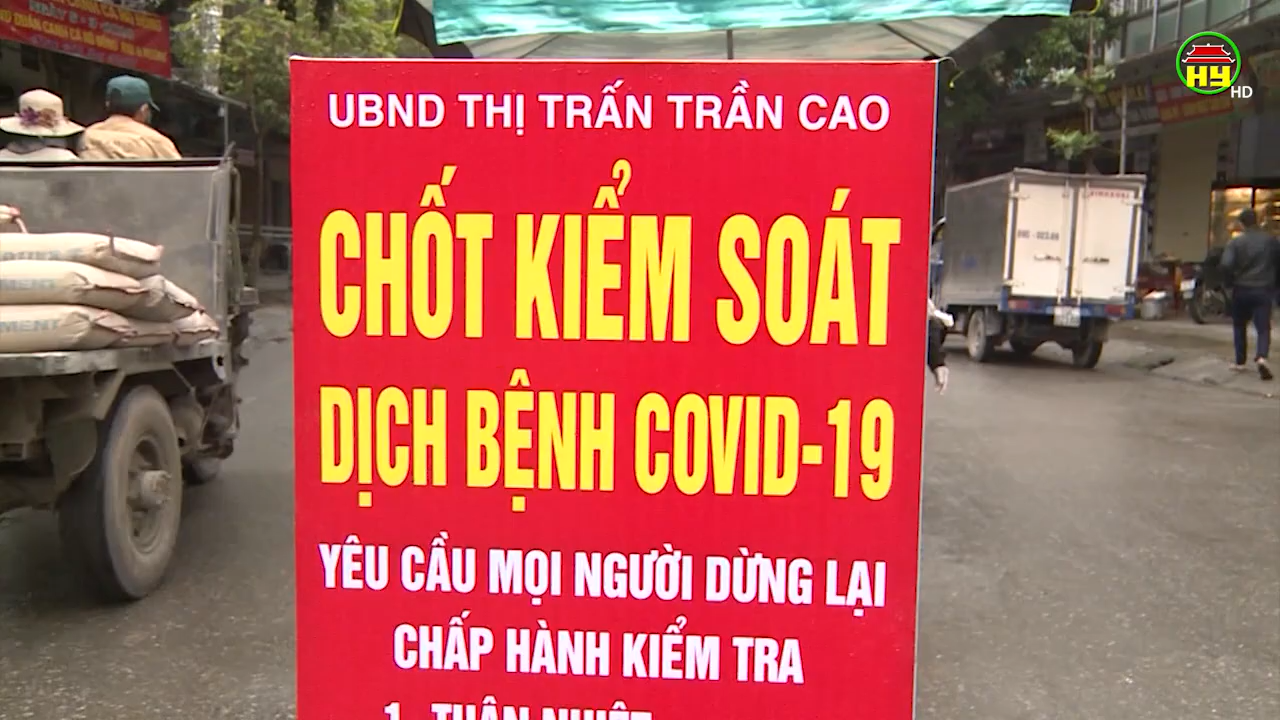 HY HD
UBND THỊ TRẤN TRẦN CAO
CHỐT KIỂM SOÁT
DỊCH BỆNH COVID-19
YÊU CẦU MỌI NGƯỜI DỪNG LẠI
CHẤP HÀNH KIỂM TRA